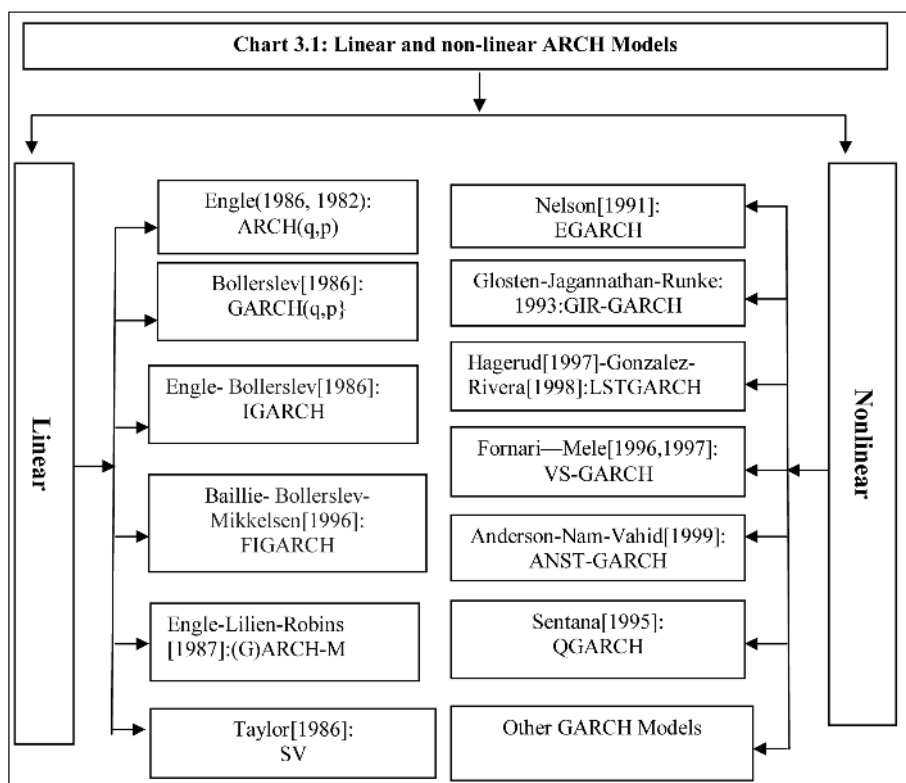 Chart 3.1: Linear and non-linear ARCH Models
Linear
Engle(1986, 1982):
ARCH(q,p)
Bollerslev[1986]:
GARCH(q,p}
Engle- Bollerslev[1986]:
IGARCH
Baillie- Bollerslev-
Mikkelsen[1996]:
FIGARCH
Engle-Lilien-Robins
[1987]:(G)ARCH-M
Taylor[1986]:
SV
Nelson[1991]:
EGARCH
Glosten-Jagannathan-Runke:
1993:GIR-GARCH
Hagerud[1997]-Gonzalez-
Rivera[1998]:LSTGARCH
Fornari—Mele[1996,1997]:
VS-GARCH
Anderson-Nam-Vahid[1999]:
ANST-GARCH
Sentana[1995]:
QGARCH
Other GARCH Models
Nonlinear